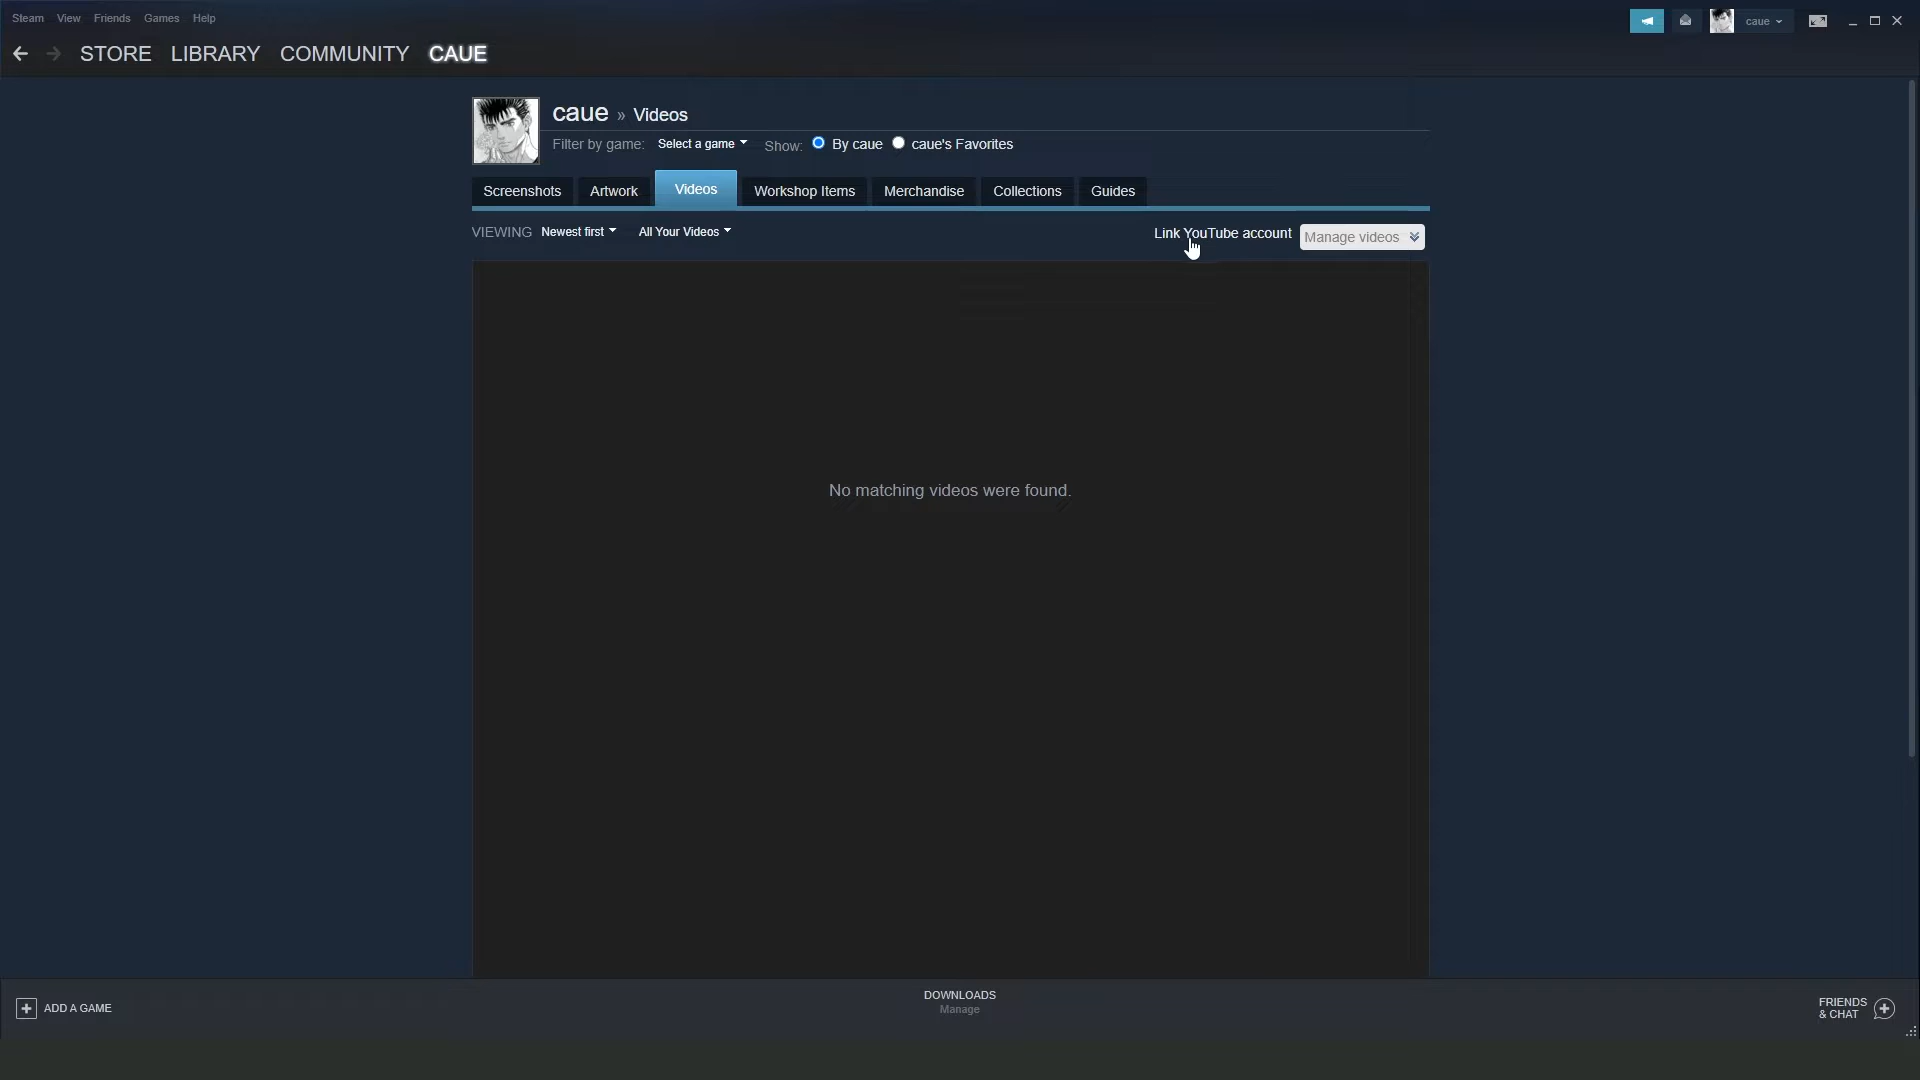 Steam View Friends Games Help
caue
STORE LIBRARY COMMUNITY CAUE
caue » Videos
Filter by game: Select a game Show: By caue caue's Favorites
Screenshots Artwork Videos Workshop Items Merchandise Collections Guides
VIEWING Newest first All Your Videos Link YouTube account Manage videos
No matching videos were found.
ADD A GAME
DOWNLOADS
Manage
FRIENDS
& CHAT